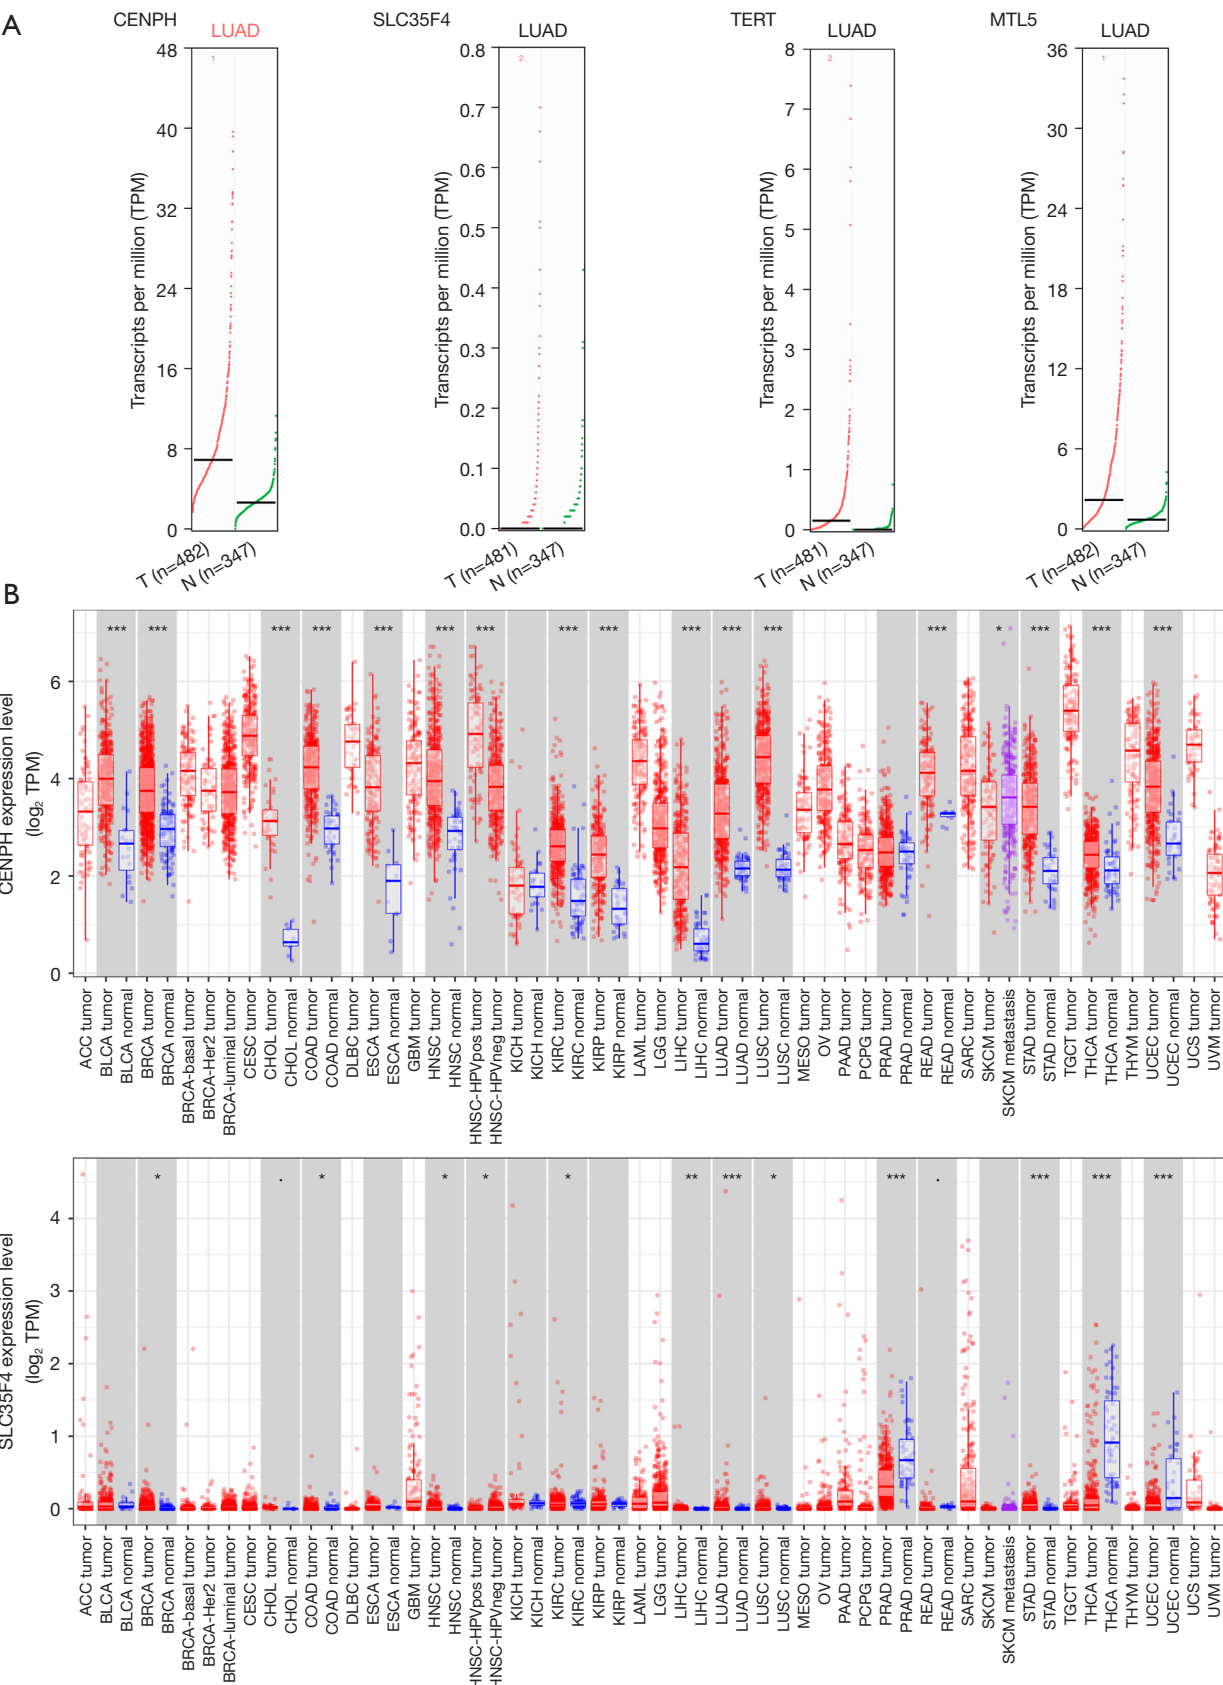 A
CENPH
SLC35F4
TERT
MTL5
LUAD
LUAD
LUAD
LUAD
Transcripts per million (TPM)
48
40
32
24
16
8
0
1
T (n=482)
N (n=347)
Transcripts per million (TPM)
0.8
0.7
0.6
0.5
0.4
0.3
0.2
0.1
0.0
2
T (n=481)
N (n=347)
Transcripts per million (TPM)
8
7
6
5
4
3
2
1
0
2
T (n=481)
N (n=347)
Transcripts per million (TPM)
36
30
24
18
12
6
0
1
T (n=482)
N (n=347)
B
CENPH expression level
(log2 TPM)
6
4
2
0
*** *** *** *** *** *** *** *** *** *** *** *** *** * *** *** ***
ACC tumor
BLCA tumor
BLCA normal
BRCA tumor
BRCA normal
BRCA-basal tumor
BRCA-Her2 tumor
BRCA-luminal tumor
CESC tumor
CHOL tumor
CHOL normal
COAD tumor
COAD normal
DLBC tumor
ESCA tumor
ESCA normal
GBM tumor
HNSC tumor
HNSC normal
HNSC-HPVpos tumor
HNSC-HPVneg tumor
KICH tumor
KICH normal
KIRC tumor
KIRC normal
KIRP tumor
KIRP normal
LAML tumor
LGG tumor
LIHC tumor
LIHC normal
LUAD tumor
LUAD normal
LUSC tumor
LUSC normal
MESO tumor
OV tumor
PAAD tumor
PCPG tumor
PRAD tumor
PRAD normal
READ tumor
READ normal
SARC tumor
SKCM tumor
SKCM metastasis
STAD tumor
STAD normal
TGCT tumor
THCA tumor
THCA normal
THYM tumor
UCEC tumor
UCEC normal
UCS tumor
UVM tumor
SLC35F4 expression level
(log2 TPM)
4
3
2
1
0
* . * * * * ** *** * *** . *** *** ***
ACC tumor
BLCA tumor
BLCA normal
BRCA tumor
BRCA normal
BRCA-basal tumor
BRCA-Her2 tumor
BRCA-luminal tumor
CESC tumor
CHOL tumor
CHOL normal
COAD tumor
COAD normal
DLBC tumor
ESCA tumor
ESCA normal
GBM tumor
HNSC tumor
HNSC normal
HNSC-HPVpos tumor
HNSC-HPVneg tumor
KICH tumor
KICH normal
KIRC tumor
KIRC normal
KIRP tumor
KIRP normal
LAML tumor
LGG tumor
LIHC tumor
LIHC normal
LUAD tumor
LUAD normal
LUSC tumor
LUSC normal
MESO tumor
OV tumor
PAAD tumor
PCPG tumor
PRAD tumor
PRAD normal
READ tumor
READ normal
SARC tumor
SKCM tumor
SKCM metastasis
STAD tumor
STAD normal
TGCT tumor
THCA tumor
THCA normal
THYM tumor
UCEC tumor
UCEC normal
UCS tumor
UVM tumor